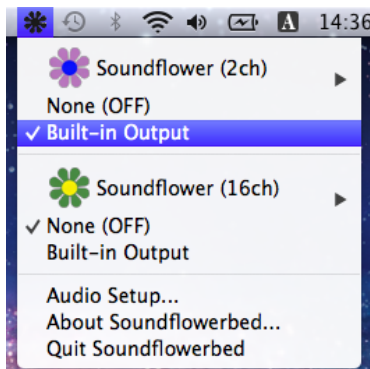 A 14:36
Soundflower (2ch)
None (OFF)
✓ Built-in Output
Soundflower (16ch)
✓ None (OFF)
Built-in Output
Audio Setup...
About Soundflowerbed...
Quit Soundflowerbed